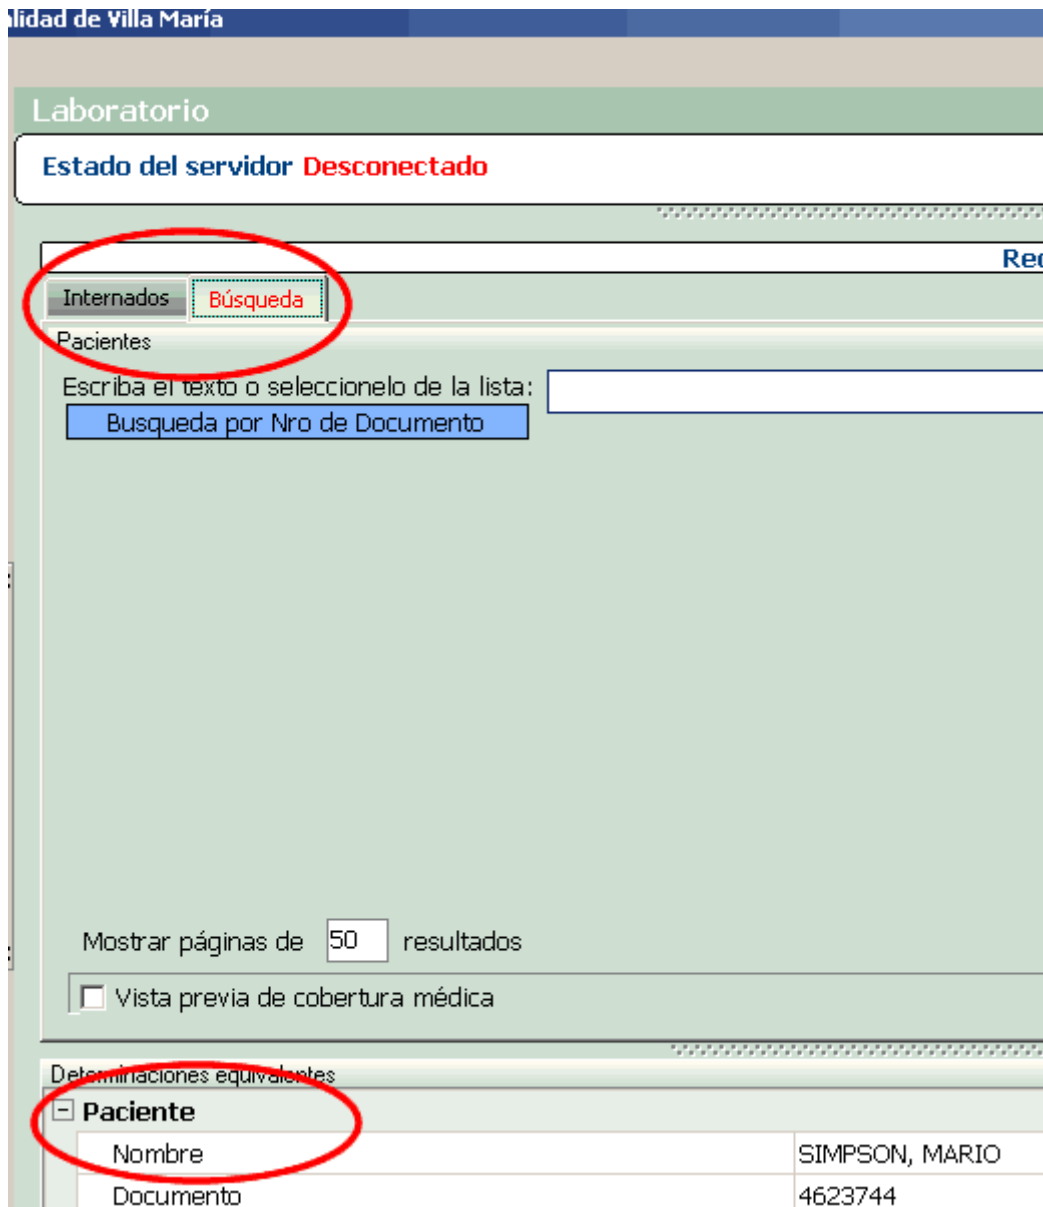 lidad de Villa María
Laboratorio
Estado del servidor Desconectado
Rec
Internados Búsqueda
Pacientes
Escriba el texto o seleccionelo de la lista:
Busqueda por Nro de Documento
Mostrar páginas de 50 resultados
Vista previa de cobertura médica
Determinaciones equivalentes
Paciente
Nombre SIMPSON, MARIO
Documento 4623744